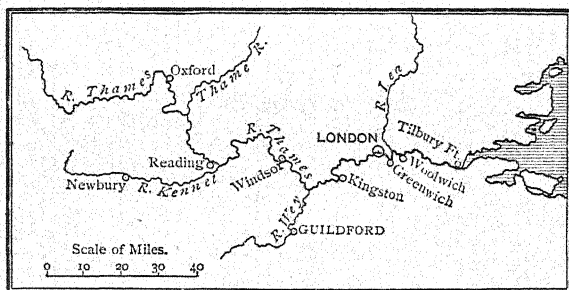 R. Thames
Oxford
Thame R.
R. Lea
LONDON
Tilbury Ft.
Reading
R. Thames
Windsor
Woolwich
Greenwich
Newbury
R. Kennet
Kingston
R. Wey
GUILDFORD
Scale of Miles.
0 10 20 30 40